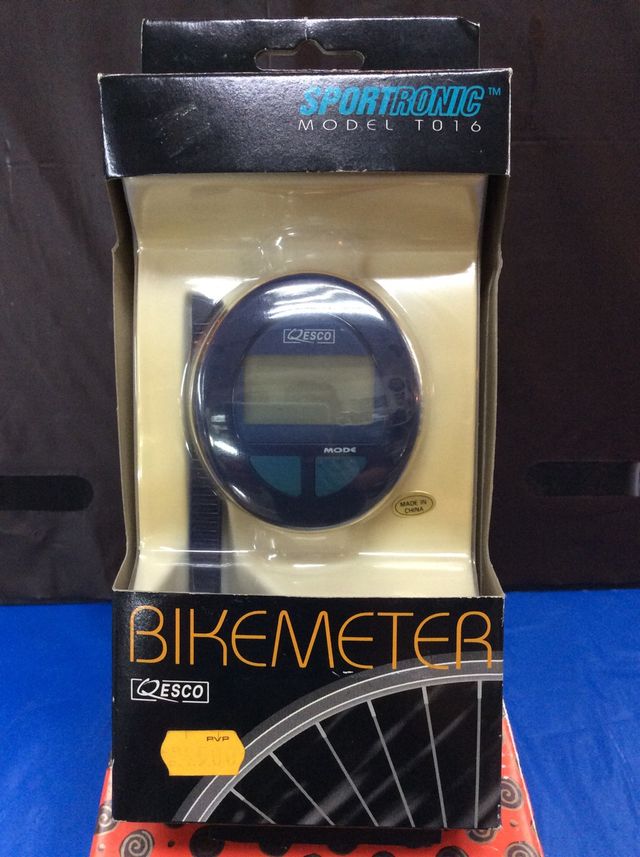 SPORTRONIC™
MODEL T016
QESCO
MODE
MADE IN
CHINA
BIKEMETER
QESCO
PVP